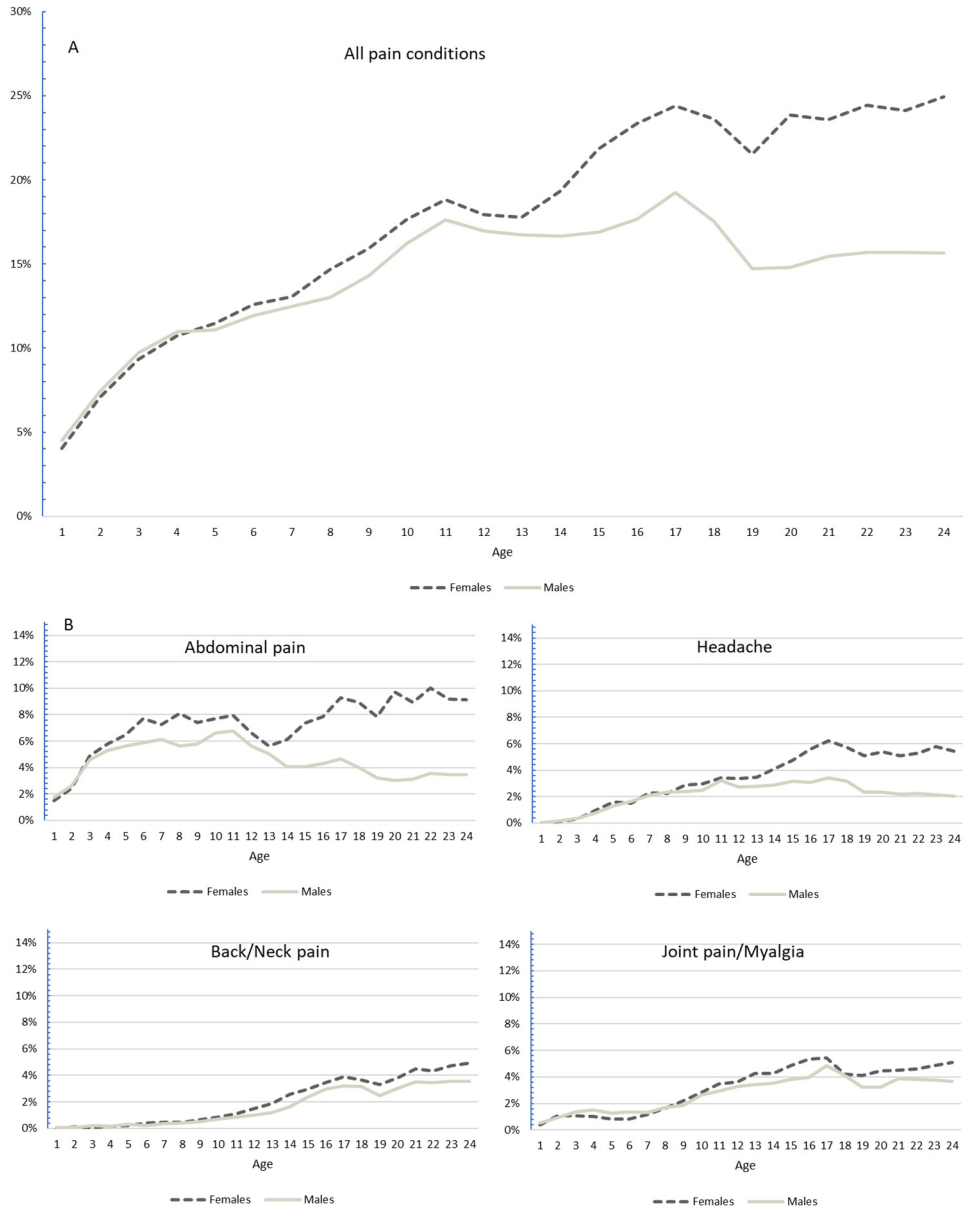 30%
A
All pain conditions
25%
20%
15%
10%
5%
0%
1 2 3 4 5 6 7 8 9 10 11 12 13 14 15 16 17 18 19 20 21 22 23 24
Age
Females Males
B
Abdominal pain
14%
12%
10%
8%
6%
4%
2%
0%
1 2 3 4 5 6 7 8 9 10 11 12 13 14 15 16 17 18 19 20 21 22 23 24
Age
Females Males
Headache
14%
12%
10%
8%
6%
4%
2%
0%
1 2 3 4 5 6 7 8 9 10 11 12 13 14 15 16 17 18 19 20 21 22 23 24
Age
Females Males
Back/Neck pain
14%
12%
10%
8%
6%
4%
2%
0%
1 2 3 4 5 6 7 8 9 10 11 12 13 14 15 16 17 18 19 20 21 22 23 24
Age
Females Males
Joint pain/Myalgia
14%
12%
10%
8%
6%
4%
2%
0%
1 2 3 4 5 6 7 8 9 10 11 12 13 14 15 16 17 18 19 20 21 22 23 24
Age
Females Males